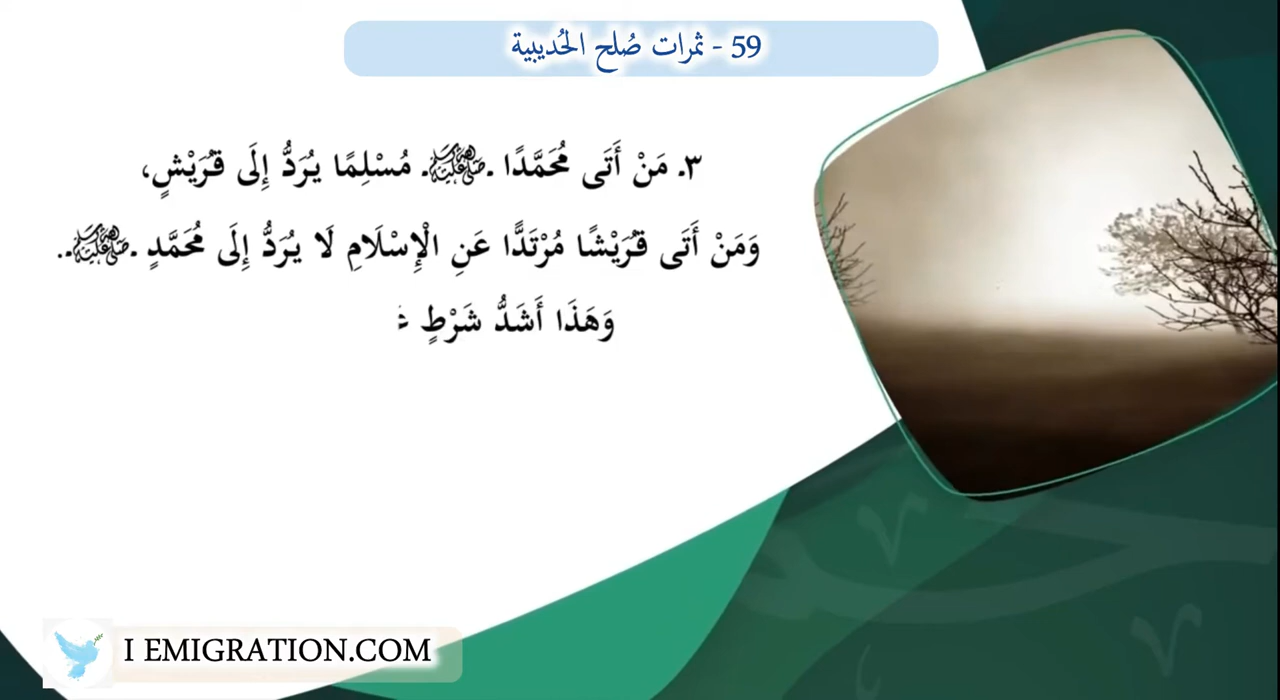 59 - ثمرات صُلح الحُديبية
٣. مَنْ أَتَى مُحَمَّدًا .ﷺ. مُسْلِمًا يُرَدُّ إِلَى قُرَيْشٍ،
وَمَنْ أَتَى قُرَيْشًا مُرْتَدًّا عَنِ الْإِسْلَامِ لَا يُرَدُّ إِلَى مُحَمَّدٍ .ﷺ..
وَهَذَا أَشَدُّ شَرْطٍ
I EMIGRATION.COM